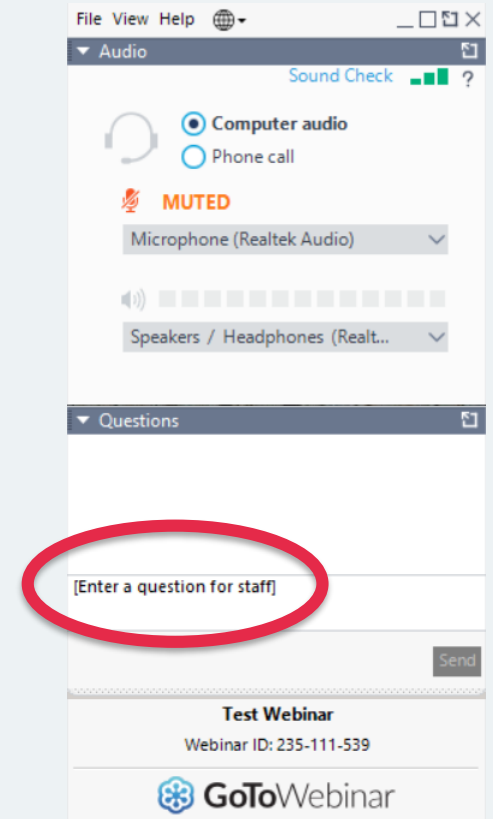 File View Help
Audio
Sound Check ?
Computer audio
Phone call
MUTED
Microphone (Realtek Audio)
Speakers / Headphones (Realt...
Questions
[Enter a question for staff]
Send
Test Webinar
Webinar ID: 235-111-539
GoToWebinar